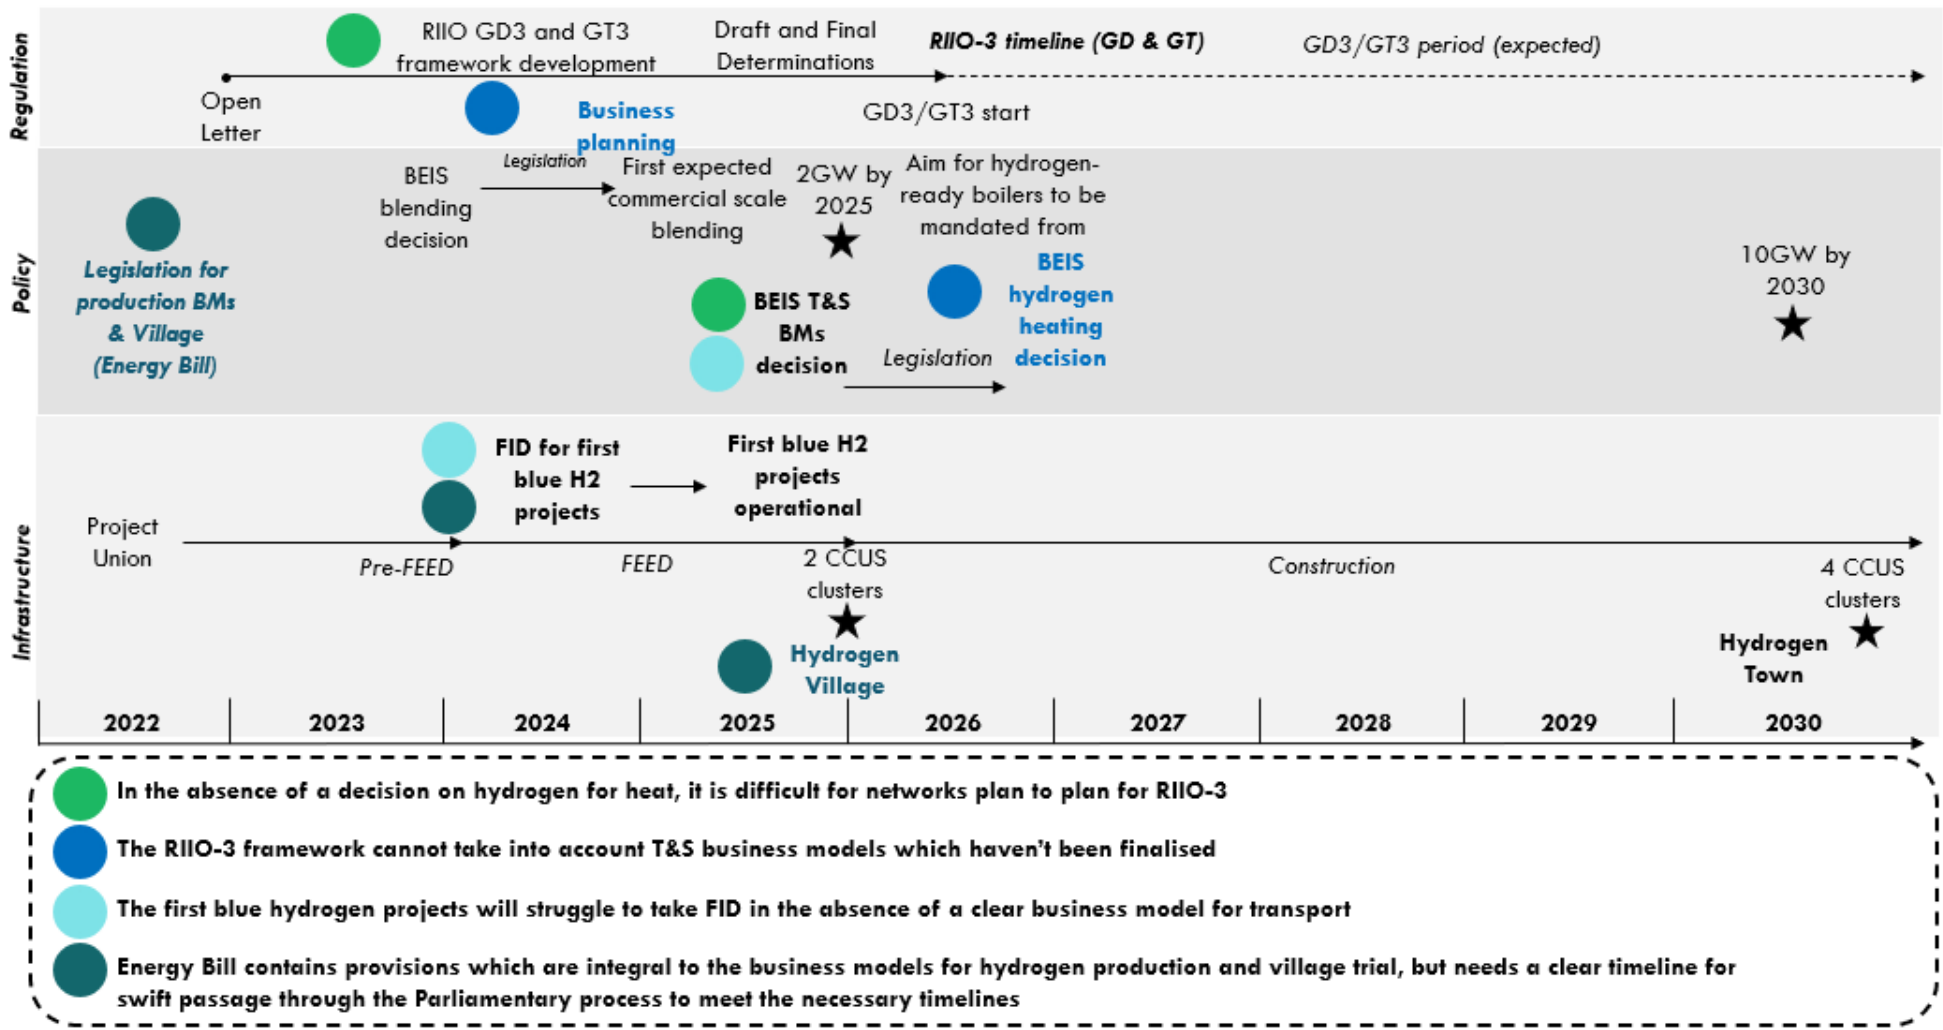 Regulation
RIIO GD3 and GT3
framework development
Draft and Final
Determinations
RIIO-3 timeline (GD & GT)
GD3/GT3 period (expected)
Open
Letter
Business
planning
GD3/GT3 start
Policy
Legislation for
production BMs
& Village
(Energy Bill)
BEIS
blending
decision
Legislation
First expected
commercial scale
blending
2GW by
2025
Aim for hydrogen-
ready boilers to be
mandated from
BEIS T&S
BMs
decision
Legislation
BEIS
hydrogen
heating
decision
10GW by
2030
Infrastructure
Project
Union
FID for first
blue H2
projects
First blue H2
projects
operational
Pre-FEED
FEED
2 CCUS
clusters
Construction
4 CCUS
clusters
Hydrogen
Village
Hydrogen
Town
2022
2023
2024
2025
2026
2027
2028
2029
2030
In the absence of a decision on hydrogen for heat, it is difficult for networks plan to plan for RIIO-3
The RIIO-3 framework cannot take into account T&S business models which haven't been finalised
The first blue hydrogen projects will struggle to take FID in the absence of a clear business model for transport
Energy Bill contains provisions which are integral to the business models for hydrogen production and village trial, but needs a clear timeline for
swift passage through the Parliamentary process to meet the necessary timelines